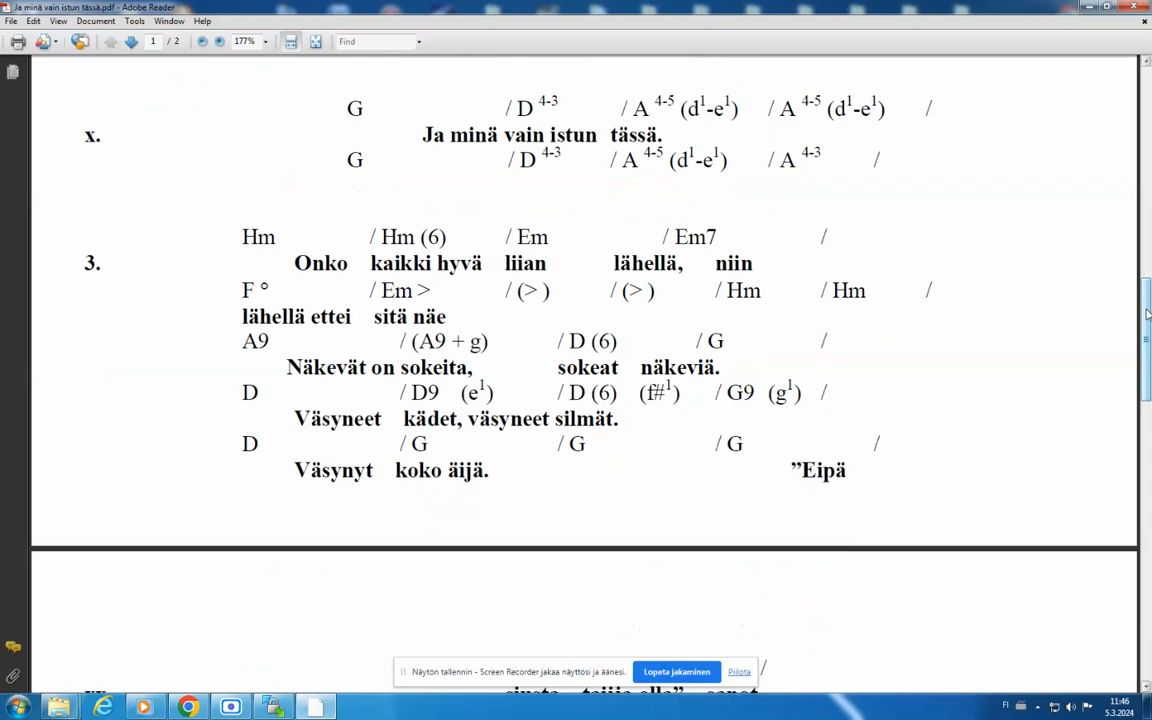 Ja minä vain istun tässä.pdf - Adobe Reader
File Edit View Document Tools Window Help
1 / 2 177% Find
G / D 4-3 / A 4-5 (d1-e1) / A 4-5 (d1-e1) /
x. Ja minä vain istun tässä.
G / D 4-3 / A 4-5 (d1-e1) / A 4-3 /
Hm / Hm (6) / Em / Em7 /
3. Onko kaikki hyvä liian lähellä, niin
F ° / Em > / (> ) / (> ) / Hm / Hm /
lähellä ettei sitä näe
A9 / (A9 + g) / D (6) / G /
Näkevät on sokeita, sokeat näkeviä.
D / D9 (e1) / D (6) (f#1) / G9 (g1) /
Väsyneet kädet, väsyneet silmät.
D / G / G / G /
Väsynyt koko äijä. ”Eipä
/
Näytön tallennin - Screen Recorder jakaa näyttösi ja äänesi. Lopeta jakaminen Piilota
FI 11:46
5.3.2024